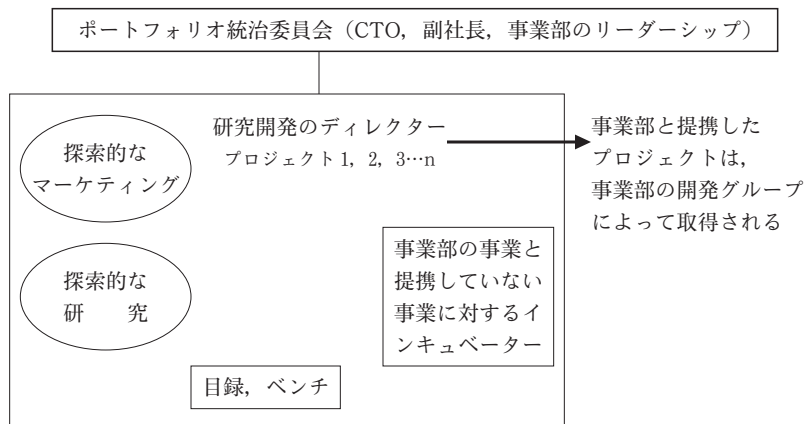 ポートフォリオ統治委員会（CTO，副社長，事業部のリーダーシップ）
探索的な
マーケティング
研究開発のディレクター
プロジェクト1，2，3…n
事業部と提携した
プロジェクトは，
事業部の開発グループ
によって取得される
探索的な
研　　究
事業部の事業と
提携していない
事業に対するイ
ンキュベーター
目録，ベンチ